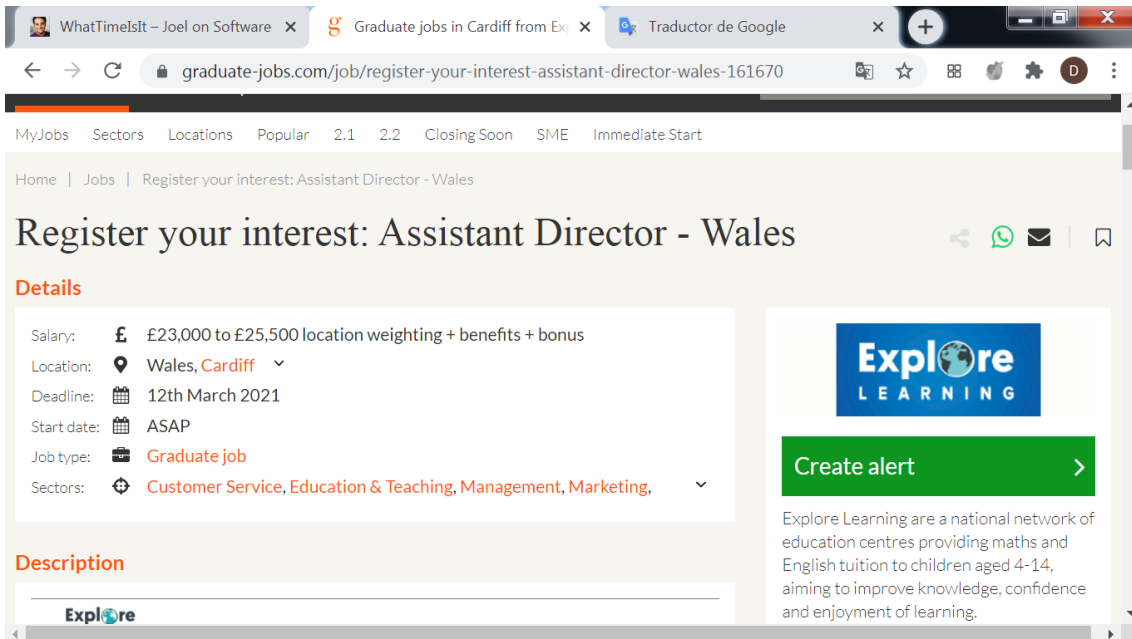 WhatTimeIsIt – Joel on Software
Graduate jobs in Cardiff from Exp
Traductor de Google
graduate-jobs.com/job/register-your-interest-assistant-director-wales-161670
D
MyJobs Sectors Locations Popular 2.1 2.2 Closing Soon SME Immediate Start
Home | Jobs | Register your interest: Assistant Director - Wales
Register your interest: Assistant Director - Wales
Details
Salary: £ £23,000 to £25,500 location weighting + benefits + bonus
Location: Wales, Cardiff
Deadline: 12th March 2021
Start date: ASAP
Job type: Graduate job
Sectors: Customer Service, Education & Teaching, Management, Marketing,
Description
Explore
Explore
LEARNING
Create alert
Explore Learning are a national network of
education centres providing maths and
English tuition to children aged 4-14,
aiming to improve knowledge, confidence
and enjoyment of learning.